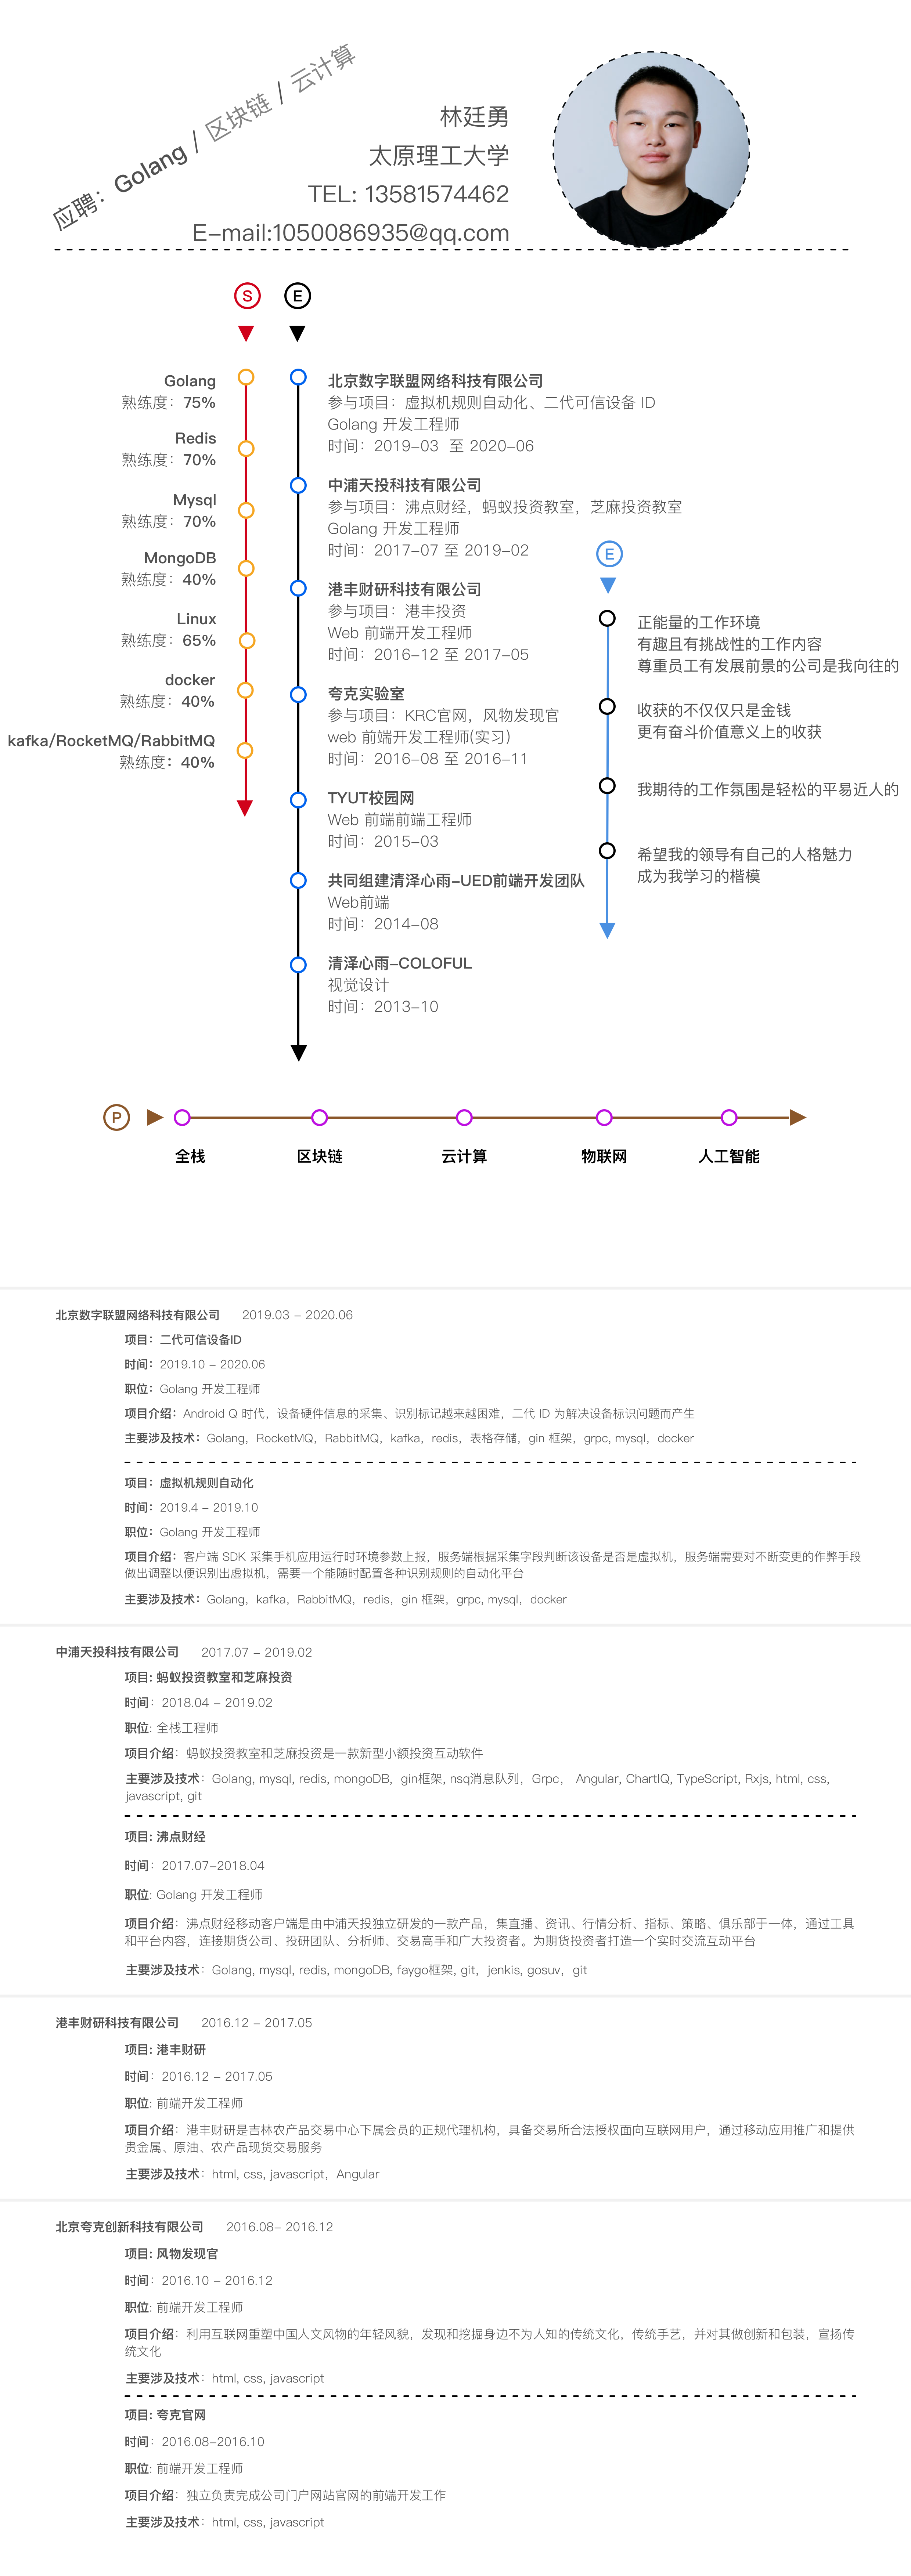 应聘：Golang / 区块链 / 云计算
林廷勇
太原理工大学
TEL: 13581574462
E-mail:1050086935@qq.com
S
E
Golang
熟练度：75%
Redis
熟练度：70%
Mysql
熟练度：70%
MongoDB
熟练度：40%
Linux
熟练度：65%
docker
熟练度：40%
kafka/RocketMQ/RabbitMQ
熟练度：40%
北京数字联盟网络科技有限公司
参与项目：虚拟机规则自动化、二代可信设备 ID
Golang 开发工程师
时间：2019-03 至 2020-06
中浦天投科技有限公司
参与项目：沸点财经，蚂蚁投资教室，芝麻投资教室
Golang 开发工程师
时间：2017-07 至 2019-02
港丰财研科技有限公司
参与项目：港丰投资
Web 前端开发工程师
时间：2016-12 至 2017-05
夸克实验室
参与项目：KRC官网，风物发现官
web 前端开发工程师(实习)
时间：2016-08 至 2016-11
TYUT校园网
Web 前端前端工程师
时间：2015-03
共同组建清泽心雨-UED前端开发团队
Web前端
时间：2014-08
清泽心雨-COLOFUL
视觉设计
时间：2013-10
E
正能量的工作环境
有趣且有挑战性的工作内容
尊重员工有发展前景的公司是我向往的
收获的不仅仅只是金钱
更有奋斗价值意义上的收获
我期待的工作氛围是轻松的平易近人的
希望我的领导有自己的人格魅力
成为我学习的楷模
P
全栈
区块链
云计算
物联网
人工智能
北京数字联盟网络科技有限公司 2019.03 - 2020.06
项目：二代可信设备ID
时间：2019.10 - 2020.06
职位：Golang 开发工程师
项目介绍：Android Q 时代，设备硬件信息的采集、识别标记越来越困难，二代 ID 为解决设备标识问题而产生
主要涉及技术：Golang，RocketMQ，RabbitMQ，kafka，redis，表格存储，gin 框架，grpc, mysql，docker
项目：虚拟机规则自动化
时间：2019.4 - 2019.10
职位：Golang 开发工程师
项目介绍：客户端 SDK 采集手机应用运行时环境参数上报，服务端根据采集字段判断该设备是否是虚拟机，服务端需要对不断变更的作弊手段
做出调整以便识别出虚拟机，需要一个能随时配置各种识别规则的自动化平台
主要涉及技术：Golang，kafka，RabbitMQ，redis，gin 框架，grpc, mysql，docker
中浦天投科技有限公司 2017.07 - 2019.02
项目: 蚂蚁投资教室和芝麻投资
时间：2018.04 - 2019.02
职位: 全栈工程师
项目介绍：蚂蚁投资教室和芝麻投资是一款新型小额投资互动软件
主要涉及技术：Golang, mysql, redis, mongoDB，gin框架, nsq消息队列，Grpc， Angular, ChartIQ, TypeScript, Rxjs, html, css,
javascript, git
项目: 沸点财经
时间：2017.07-2018.04
职位: Golang 开发工程师
项目介绍：沸点财经移动客户端是由中浦天投独立研发的一款产品，集直播、资讯、行情分析、指标、策略、俱乐部于一体，通过工具
和平台内容，连接期货公司、投研团队、分析师、交易高手和广大投资者。为期货投资者打造一个实时交流互动平台
主要涉及技术：Golang, mysql, redis, mongoDB, faygo框架, git，jenkis, gosuv，git
港丰财研科技有限公司 2016.12 - 2017.05
项目: 港丰财研
时间：2016.12 - 2017.05
职位: 前端开发工程师
项目介绍：港丰财研是吉林农产品交易中心下属会员的正规代理机构，具备交易所合法授权面向互联网用户，通过移动应用推广和提供
贵金属、原油、农产品现货交易服务
主要涉及技术：html, css, javascript，Angular
北京夸克创新科技有限公司 2016.08- 2016.12
项目: 风物发现官
时间：2016.10 - 2016.12
职位: 前端开发工程师
项目介绍：利用互联网重塑中国人文风物的年轻风貌，发现和挖掘身边不为人知的传统文化，传统手艺，并对其做创新和包装，宣扬传
统文化
主要涉及技术：html, css, javascript
项目: 夸克官网
时间：2016.08-2016.10
职位: 前端开发工程师
项目介绍：独立负责完成公司门户网站官网的前端开发工作
主要涉及技术：html, css, javascript